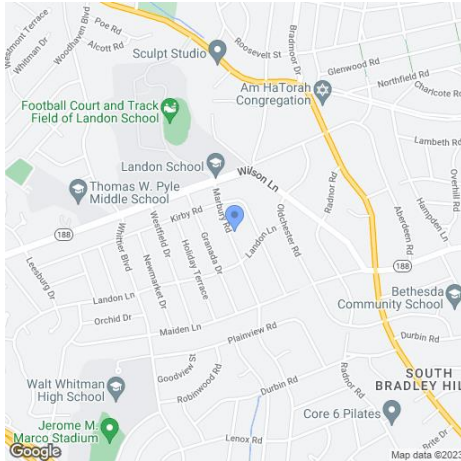 Westmont Terrace
Woodhaven Blvd
Whitman Dr
Poe Rd
Alcott Rd
Roosevelt St
Sculpt Studio
Bradmoor Dr
Glenwood Rd
Northfield Rd
Am HaTorah
Congregation
Charlcote Rd
Football Court and Track
Field of Landon School
Lambeth Rd
Landon School
Wilson Ln
Thomas W. Pyle
Middle School
Radnor Rd
Overhill Rd
Hampden Ln
Aberdeen Rd
Marbury Rd
Kirby Rd
Oldchester Rd
188
Whittier Blvd
Westfield Dr
Granada Dr
Landon Ln
Leesburg Dr
Newmarket Dr
Holiday Terrace
188
Bethesda
Community School
Landon Ln
Orchid Dr
Maiden Ln
Plainview Rd
Durbin Rd
Goodview St
Walt Whitman
High School
Robinwood Rd
Durbin Rd
Radnor Rd
SOUTH
BRADLEY HIL
Core 6 Pilates
Jerome M.
Marco Stadium
Lenox Rd
Brite Dr
Google
Map data ©2023